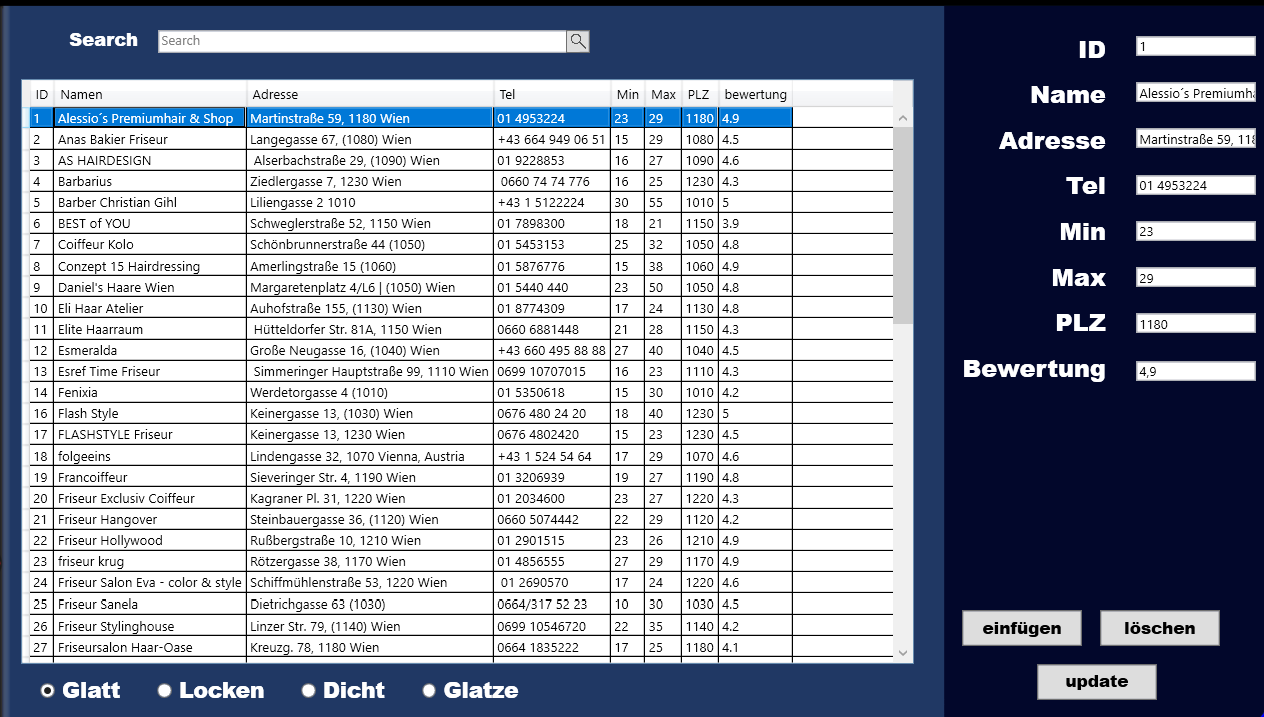 Search Search
ID Namen Adresse Tel Min Max PLZ bewertung
1 Alessio´s Premiumhair & Shop Martinstraße 59, 1180 Wien 01 4953224 23 29 1180 4.9
2 Anas Bakier Friseur Langegasse 67, (1080) Wien +43 664 949 06 51 15 29 1080 4.5
3 AS HAIRDESIGN Alserbachstraße 29, (1090) Wien 01 9228853 16 27 1090 4.6
4 Barbarius Ziedlergasse 7, 1230 Wien 0660 74 74 776 16 25 1230 4.3
5 Barber Christian Gihl Liliengasse 2 1010 +43 1 5122224 30 55 1010 5
6 BEST of YOU Schweglerstraße 52, 1150 Wien 01 7898300 18 21 1150 3.9
7 Coiffeur Kolo Schönbrunnerstraße 44 (1050) 01 5453153 25 32 1050 4.8
8 Conzept 15 Hairdressing Amerlingstraße 15 (1060) 01 5876776 15 38 1060 4.9
9 Daniel's Haare Wien Margaretenplatz 4/L6 | (1050) Wien 01 5440 440 23 50 1050 4.8
10 Eli Haar Atelier Auhofstraße 155, (1130) Wien 01 8774309 17 24 1130 4.8
11 Elite Haarraum Hütteldorfer Str. 81A, 1150 Wien 0660 6881448 21 28 1150 4.3
12 Esmeralda Große Neugasse 16, (1040) Wien +43 660 495 88 88 27 40 1040 4.5
13 Esref Time Friseur Simmeringer Hauptstraße 99, 1110 Wien 0699 10707015 16 23 1110 4.3
14 Fenixia Werdetorgasse 4 (1010) 01 5350618 15 30 1010 4.2
16 Flash Style Keinergasse 13, (1030) Wien 0676 480 24 20 18 40 1230 5
17 FLASHSTYLE Friseur Keinergasse 13, 1230 Wien 0676 4802420 15 23 1230 4.5
18 folgeeins Lindengasse 32, 1070 Vienna, Austria +43 1 524 54 64 17 29 1070 4.6
19 Francoiffeur Sieveringer Str. 4, 1190 Wien 01 3206939 19 27 1190 4.8
20 Friseur Exclusiv Coiffeur Kagraner Pl. 31, 1220 Wien 01 2034600 23 27 1220 4.3
21 Friseur Hangover Steinbauergasse 36, (1120) Wien 0660 5074442 22 29 1120 4.2
22 Friseur Hollywood Rußbergstraße 10, 1210 Wien 01 2901515 23 26 1210 4.9
23 friseur krug Rötzergasse 38, 1170 Wien 01 4856555 27 29 1170 4.9
24 Friseur Salon Eva - color & style Schiffmühlenstraße 53, 1220 Wien 01 2690570 17 24 1220 4.6
25 Friseur Sanela Dietrichgasse 63 (1030) 0664/317 52 23 10 30 1030 4.5
26 Friseur Stylinghouse Linzer Str. 79, (1140) Wien 0699 10546720 22 35 1140 4.2
27 Friseursalon Haar-Oase Kreuzg. 78, 1180 Wien 0664 1835222 17 25 1180 4.1
Glatt Locken Dicht Glatze
ID 1
Name Alessio´s Premiumha
Adresse Martinstraße 59, 118
Tel 01 4953224
Min 23
Max 29
PLZ 1180
Bewertung 4,9
einfügen löschen
update